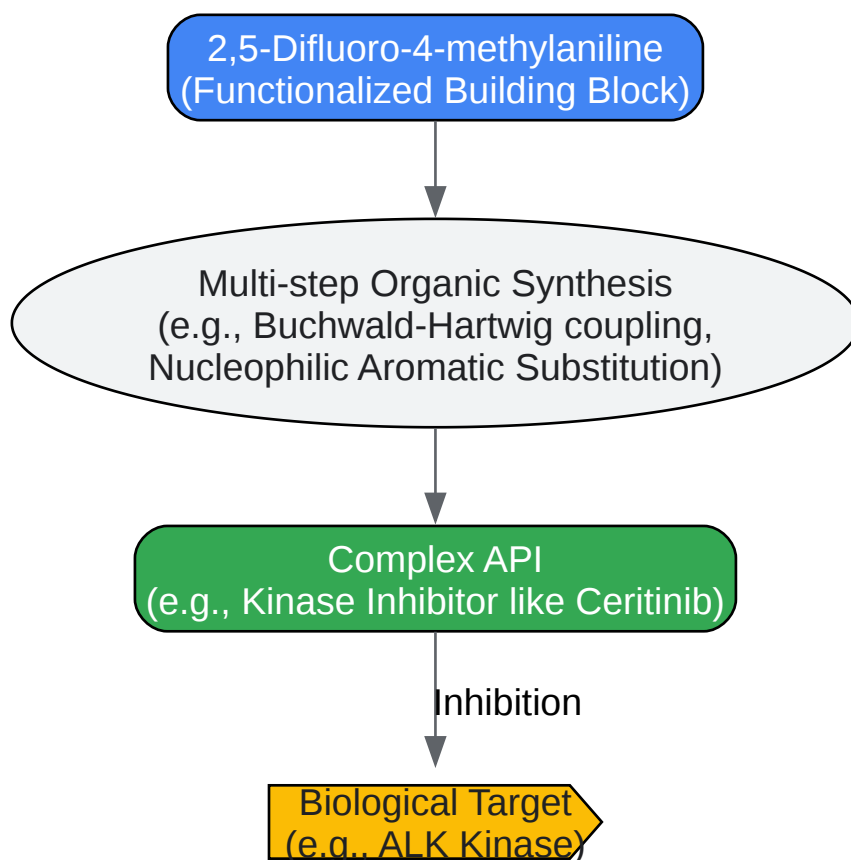 2,5-Difluoro-4-methylaniline
(Functionalized Building Block)
Multi-step Organic Synthesis
(e.g., Buchwald-Hartwig coupling,
Nucleophilic Aromatic Substitution)
Complex API
(e.g., Kinase Inhibitor like Ceritinib)
Inhibition
Biological Target
(e.g., ALK Kinase)